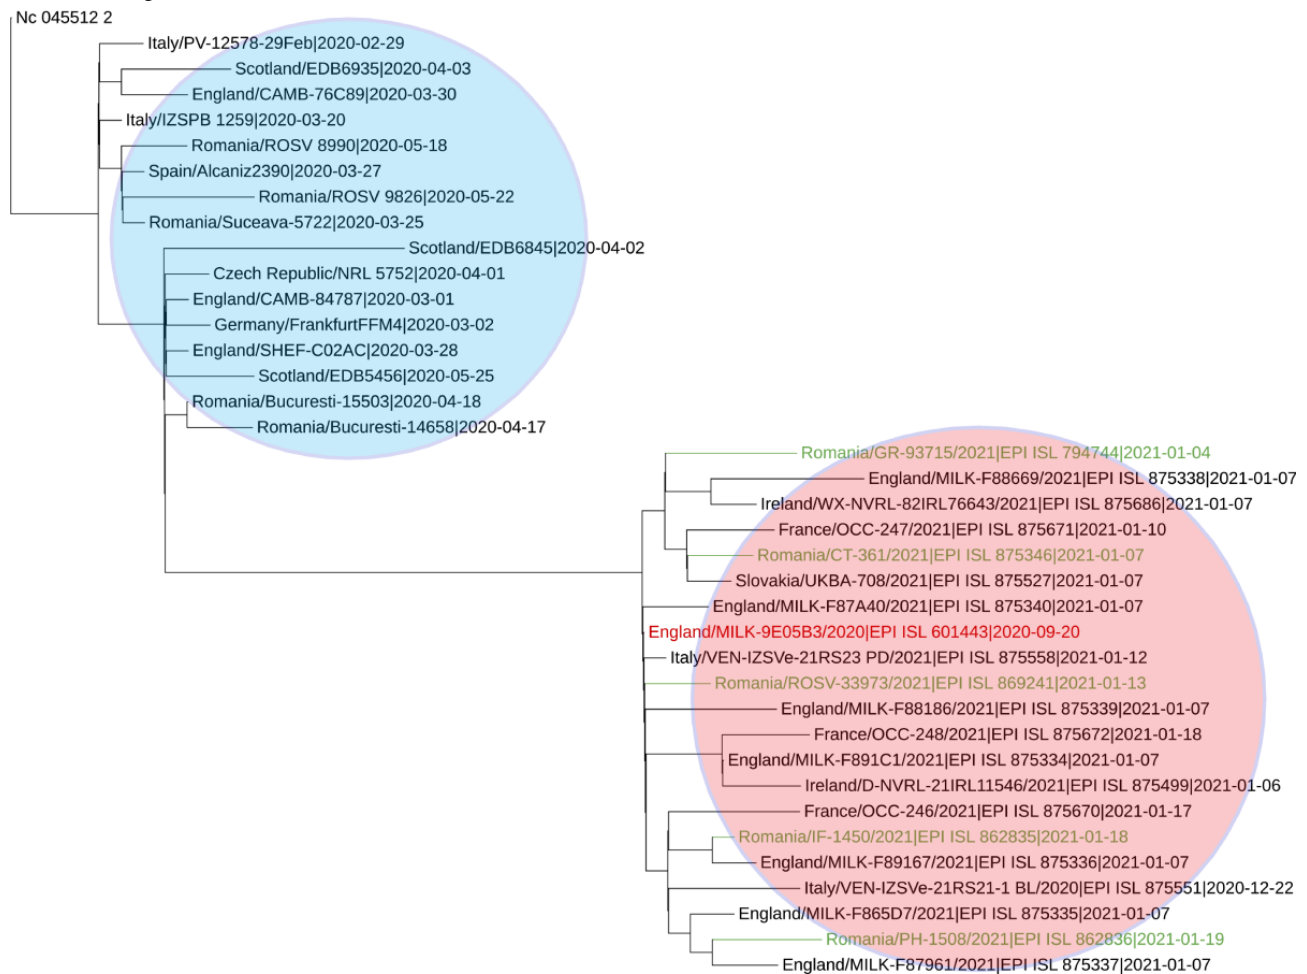 Nc 045512 2
Italy/PV-12578-29Feb|2020-02-29
Scotland/EDB6935|2020-04-03
England/CAMB-76C89|2020-03-30
Italy/IZSPB 1259|2020-03-20
Romania/ROSV 8990|2020-05-18
Spain/Alcaniz2390|2020-03-27
Romania/ROSV 9826|2020-05-22
Romania/Suceava-5722|2020-03-25
Scotland/EDB6845|2020-04-02
Czech Republic/NRL 5752|2020-04-01
England/CAMB-84787|2020-03-01
Germany/FrankfurtFFM4|2020-03-02
England/SHEF-C02AC|2020-03-28
Scotland/EDB5456|2020-05-25
Romania/Bucuresti-15503|2020-04-18
Romania/Bucuresti-14658|2020-04-17
Romania/GR-93715/2021|EPI ISL 794744|2021-01-04
England/MILK-F88669/2021|EPI ISL 875338|2021-01-07
Ireland/WX-NVRL-82IRL76643/2021|EPI ISL 875686|2021-01-07
France/OCC-247/2021|EPI ISL 875671|2021-01-10
Romania/CT-361/2021|EPI ISL 875346|2021-01-07
Slovakia/UKBA-708/2021|EPI ISL 875527|2021-01-07
England/MILK-F87A40/2021|EPI ISL 875340|2021-01-07
England/MILK-9E05B3/2020|EPI ISL 601443|2020-09-20
Italy/VEN-IZSVe-21RS23 PD/2021|EPI ISL 875558|2021-01-12
Romania/ROSV-33973/2021|EPI ISL 869241|2021-01-13
England/MILK-F88186/2021|EPI ISL 875339|2021-01-07
France/OCC-248/2021|EPI ISL 875672|2021-01-18
England/MILK-F891C1/2021|EPI ISL 875334|2021-01-07
Ireland/D-NVRL-21IRL11546/2021|EPI ISL 875499|2021-01-06
France/OCC-246/2021|EPI ISL 875670|2021-01-17
Romania/IF-1450/2021|EPI ISL 862835|2021-01-18
England/MILK-F89167/2021|EPI ISL 875336|2021-01-07
Italy/VEN-IZSVe-21RS21-1 BL/2020|EPI ISL 875551|2020-12-22
England/MILK-F865D7/2021|EPI ISL 875335|2021-01-07
Romania/PH-1508/2021|EPI ISL 862836|2021-01-19
England/MILK-F87961/2021|EPI ISL 875337|2021-01-07